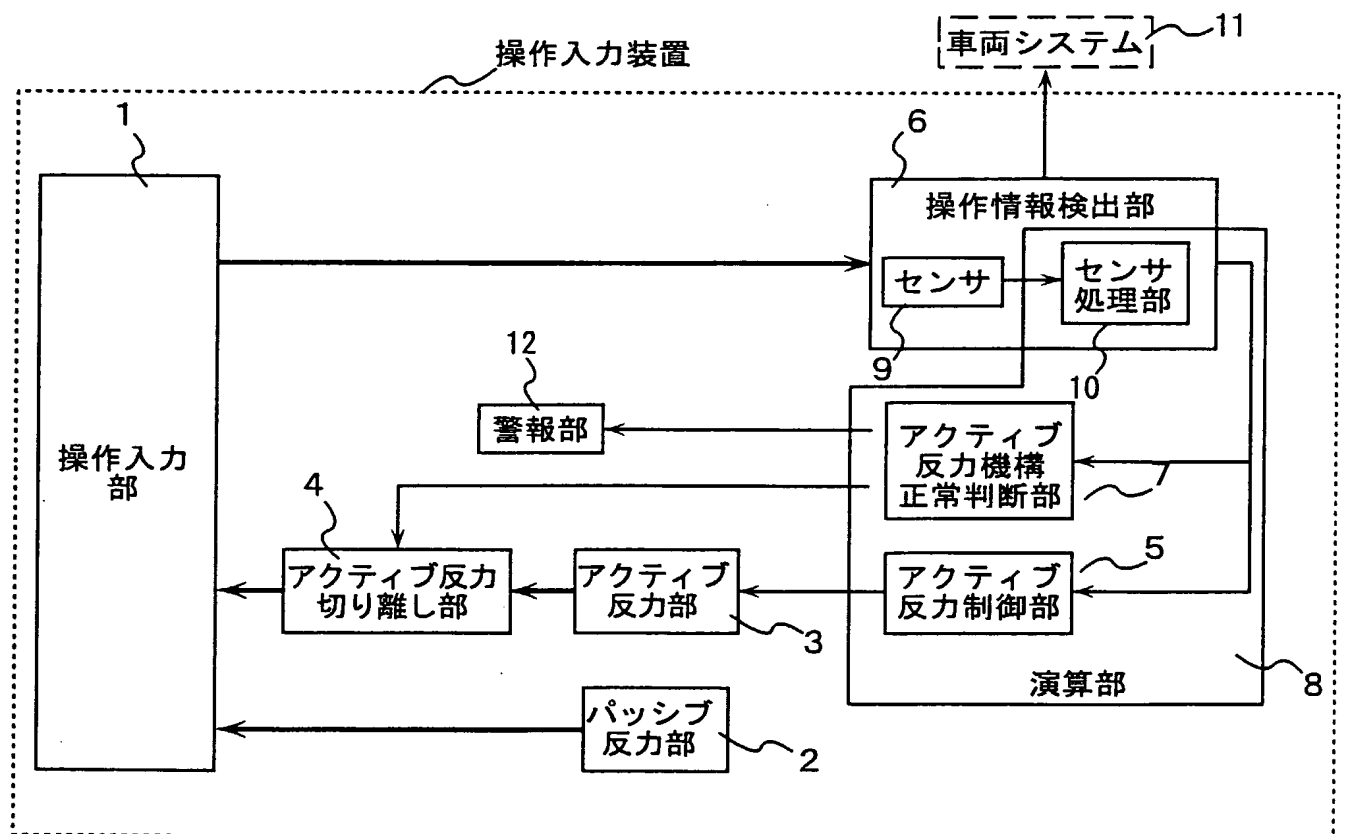 車両システム
11
操作入力装置
1
6
操作情報検出部
センサ
センサ
処理部
9
10
12
警報部
アクティブ
反力機構
正常判断部
7
操作入力
部
4
アクティブ反力
切り離し部
アクティブ
反力部
3
アクティブ
反力制御部
5
演算部
8
パッシブ
反力部
2